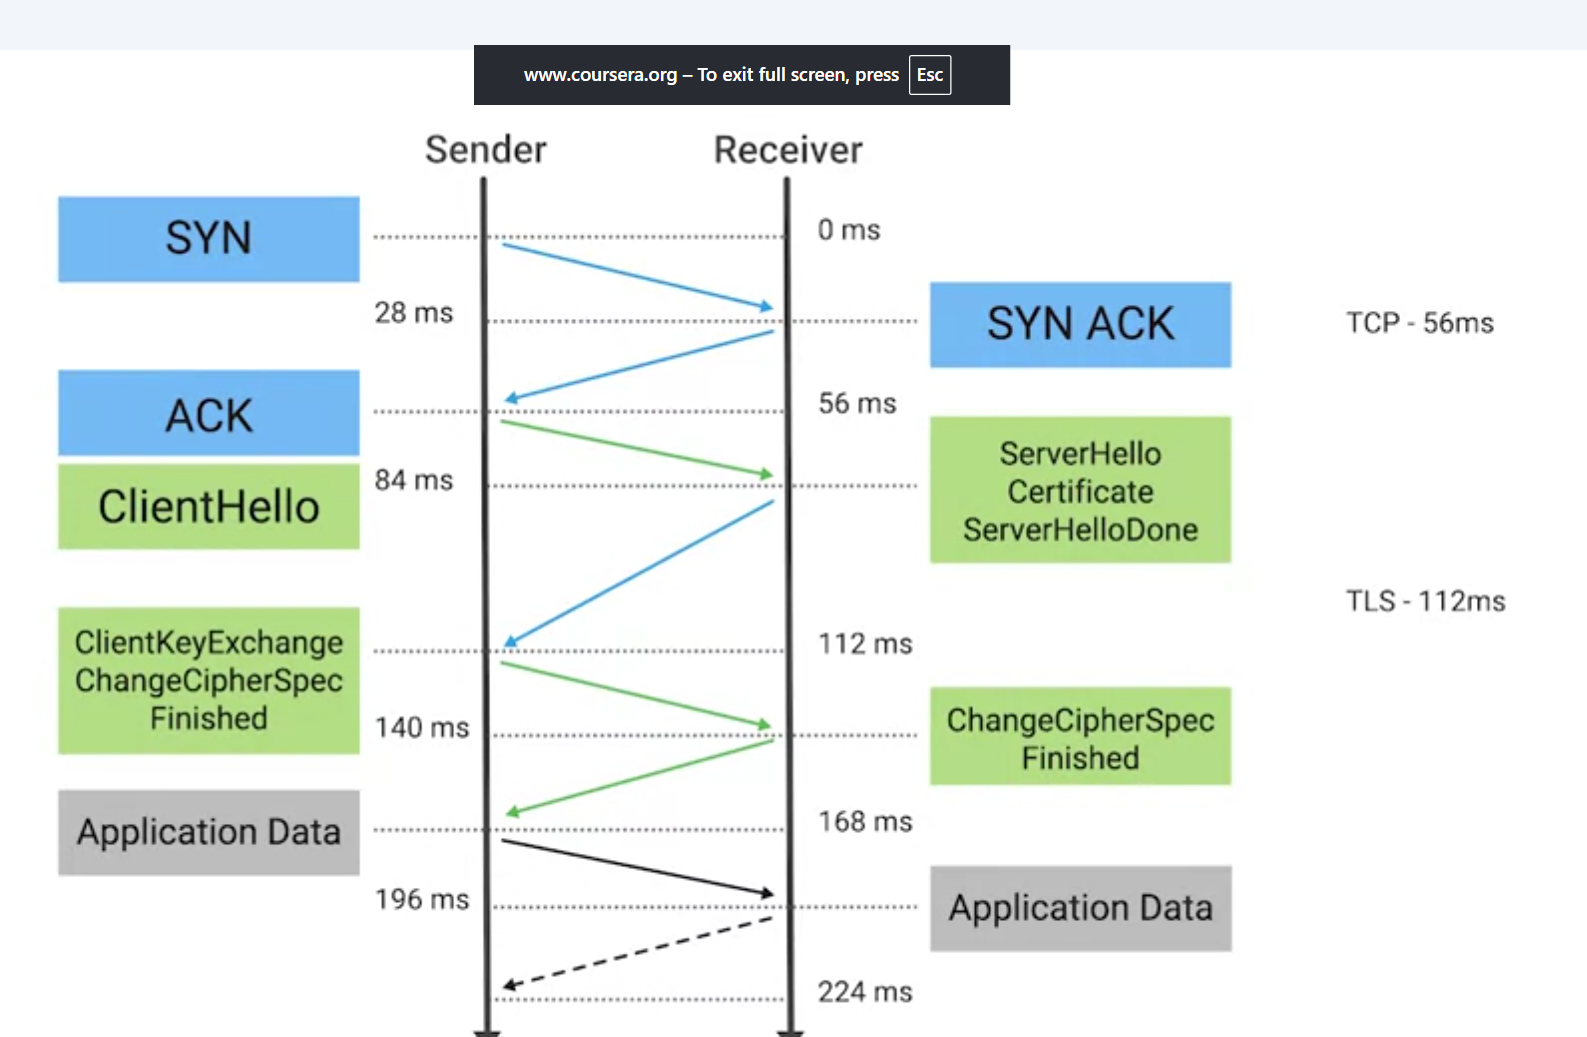 www.coursera.org – To exit full screen, press Esc
Sender
Receiver
SYN
0 ms
28 ms
SYN ACK
TCP - 56ms
ACK
56 ms
ClientHello
84 ms
ServerHello
Certificate
ServerHelloDone
TLS - 112ms
ClientKeyExchange
ChangeCipherSpec
Finished
112 ms
140 ms
ChangeCipherSpec
Finished
Application Data
168 ms
196 ms
Application Data
224 ms